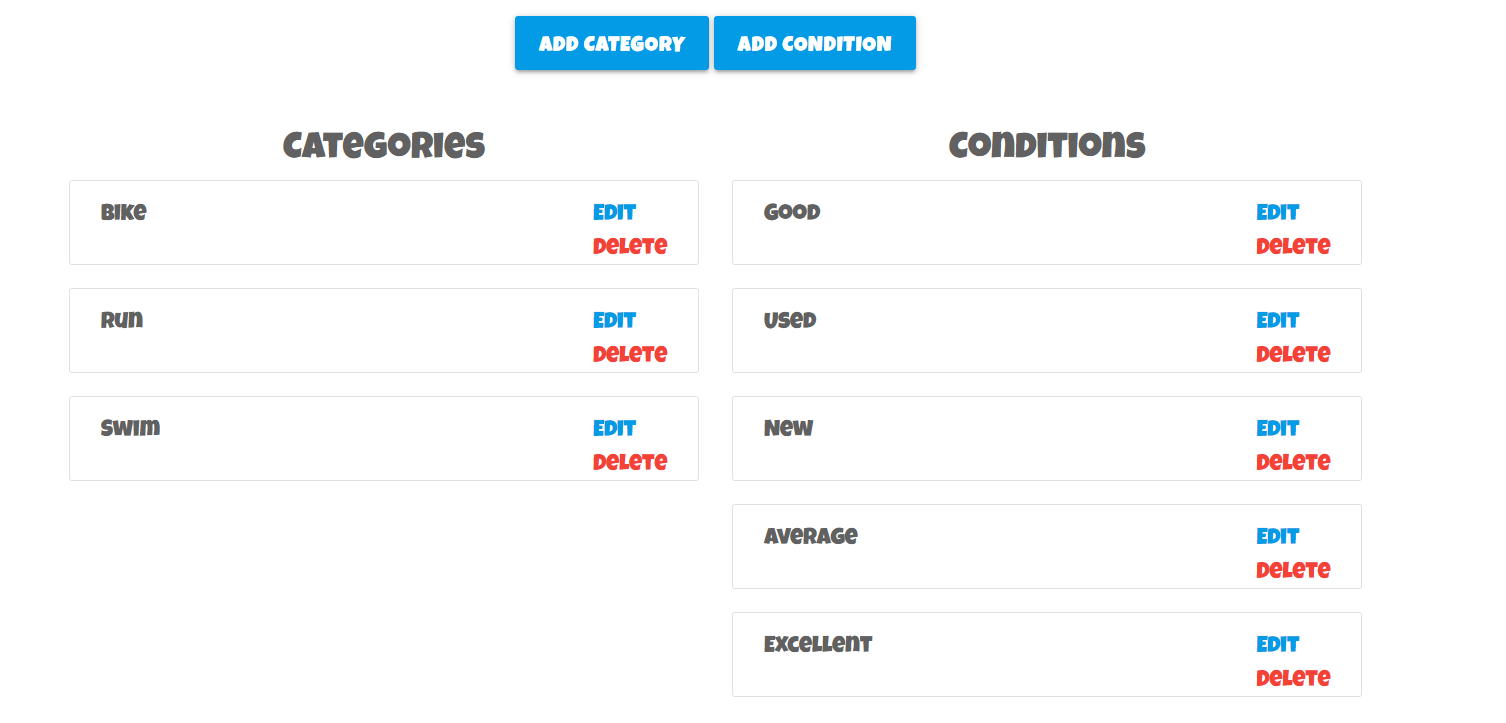 ADD CATEGORY ADD CONDITION
Categories
Bike EDIT
Delete
Run EDIT
Delete
Swim EDIT
Delete
Conditions
Good EDIT
Delete
Used EDIT
Delete
New EDIT
Delete
Average EDIT
Delete
Excellent EDIT
Delete